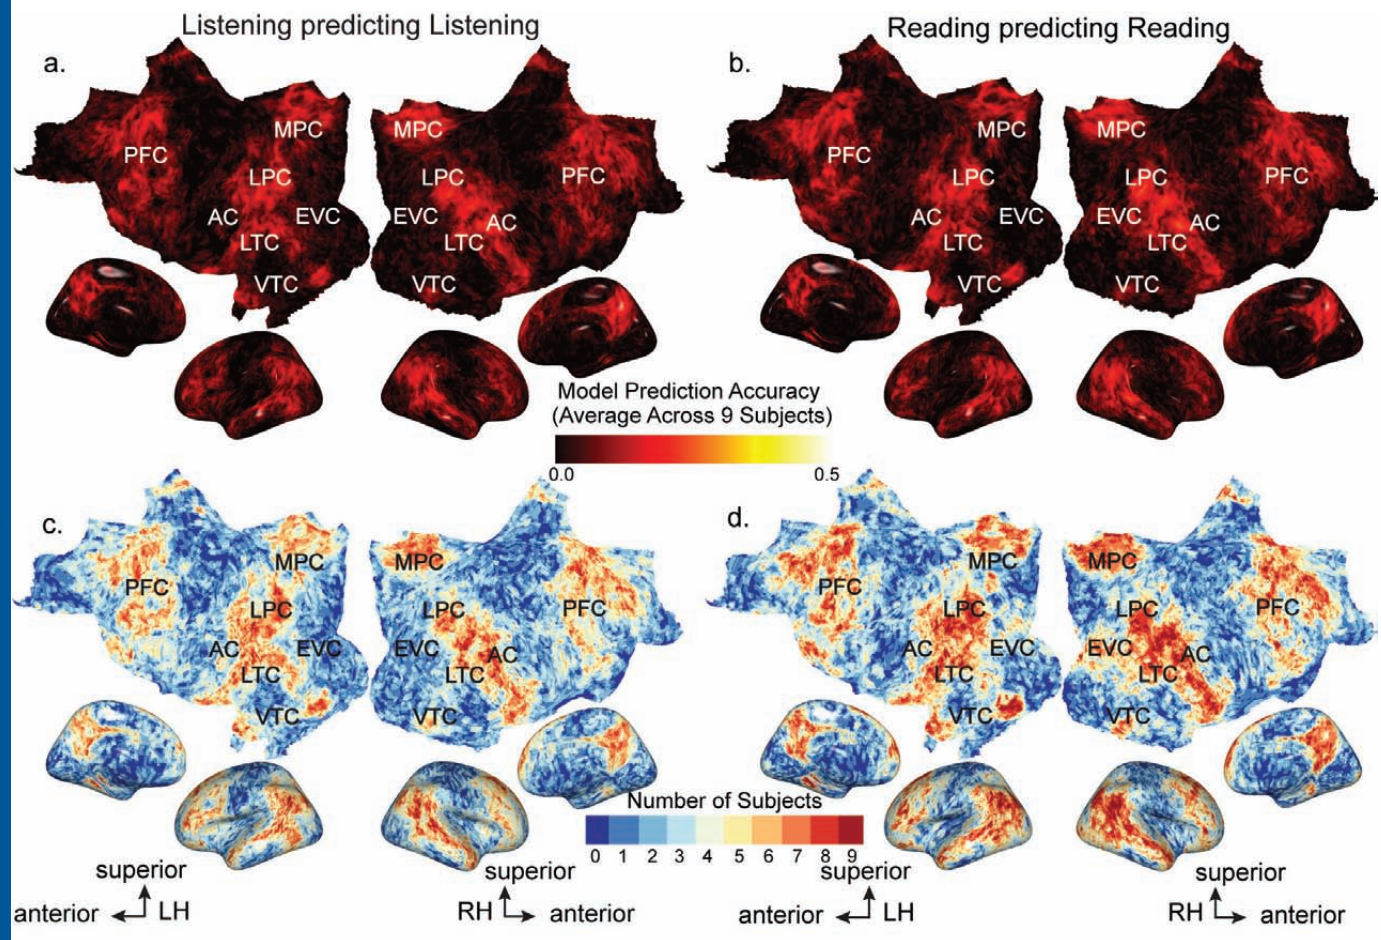 Listening predicting Listening
Reading predicting Reading
a.
b.
MPC MPC
PFC LPC LPC PFC
AC EVC EVC AC
LTC LTC
VTC VTC
MPC MPC
PFC LPC LPC PFC
AC EVC EVC AC
LTC LTC
VTC VTC
Model Prediction Accuracy
(Average Across 9 Subjects)
0.0 0.5
c.
d.
MPC MPC
PFC LPC LPC PFC
AC EVC EVC AC
LTC LTC
VTC VTC
MPC MPC
PFC LPC LPC PFC
AC EVC EVC AC
LTC LTC
VTC VTC
Number of Subjects
0 1 2 3 4 5 6 7 8 9
superior superior superior superior
anterior LH RH anterior anterior LH RH anterior